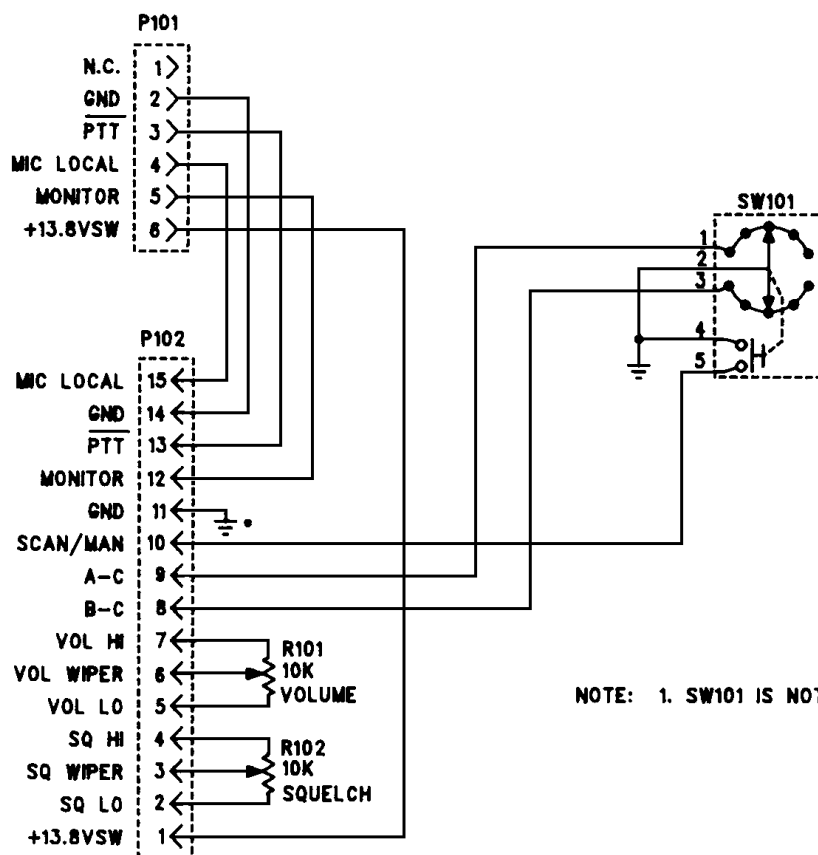 P101
N.C. 1
GND 2
PTT 3
MIC LOCAL 4
MONITOR 5
+13.8VSW 6
SW101
1
2
3
4
5
P102
MIC LOCAL 15
GND 14
PTT 13
MONITOR 12
GND 11
SCAN/MAN 10
A-C 9
B-C 8
VOL HI 7
VOL WIPER 6
VOL LO 5
R101
10K
VOLUME
SQ HI 4
SQ WIPER 3
SQ LO 2
R102
10K
SQUELCH
+13.8VSW 1
NOTE: 1. SW101 IS NOT